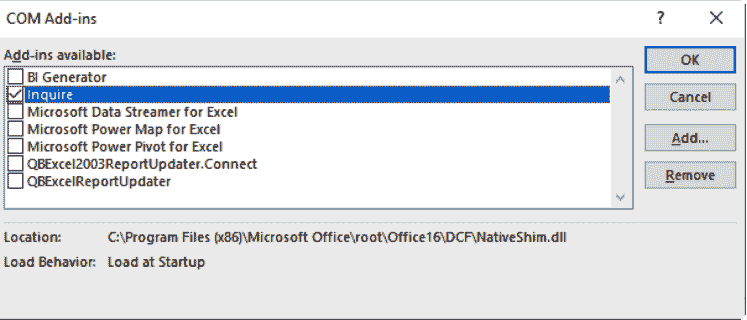 COM Add-ins ? ✕
Add-ins available:
BI Generator
Inquire
Microsoft Data Streamer for Excel
Microsoft Power Map for Excel
Microsoft Power Pivot for Excel
QBExcel2003ReportUpdater.Connect
QBExcelReportUpdater
OK
Cancel
Add...
Remove
Location: C:\Program Files (x86)\Microsoft Office\root\Office16\DCF\NativeShim.dll
Load Behavior: Load at Startup